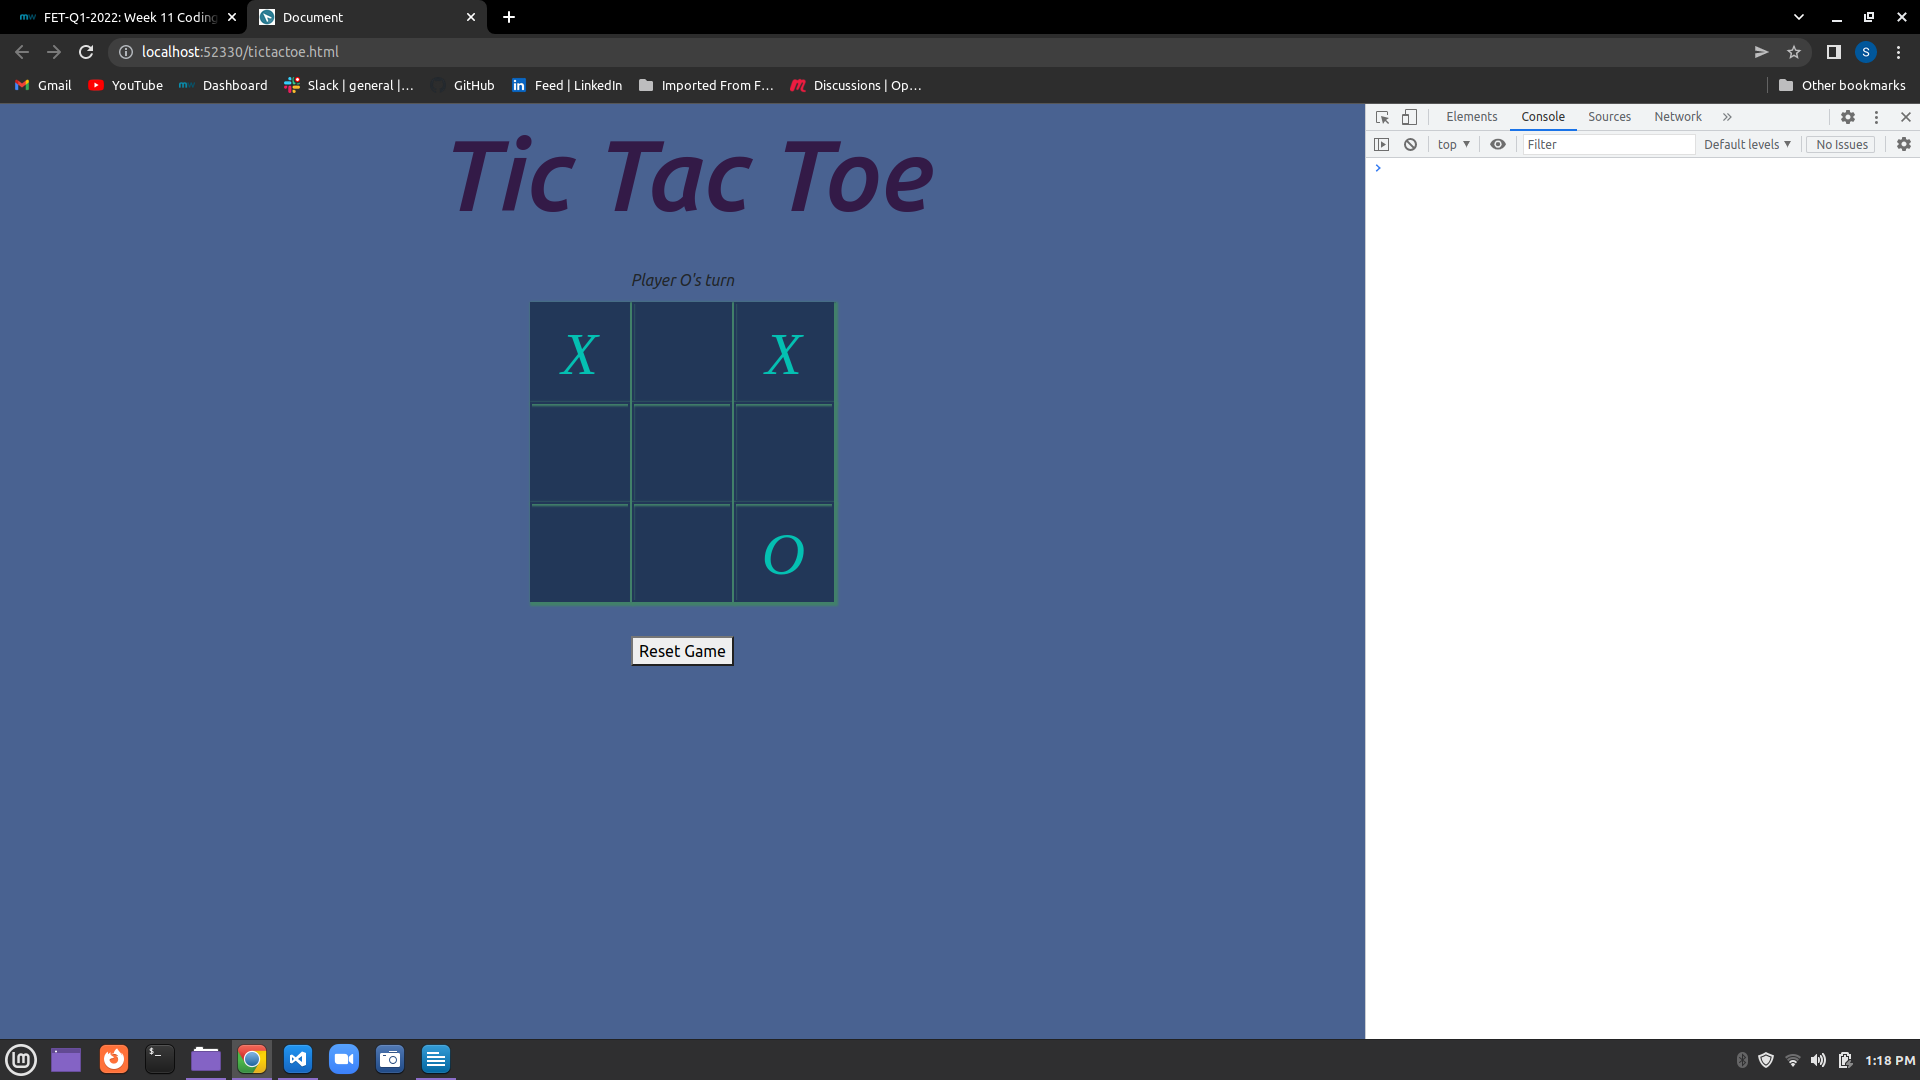 FET-Q1-2022: Week 11 Coding
Document
localhost:52330/tictactoe.html
S
Gmail
YouTube
Dashboard
Slack | general |...
GitHub
Feed | LinkedIn
Imported From F...
Discussions | Op...
Other bookmarks
Elements
Console
Sources
Network
top
Filter
Default levels
No Issues
Tic Tac Toe
Player O's turn
X X
O
Reset Game
1:18 PM